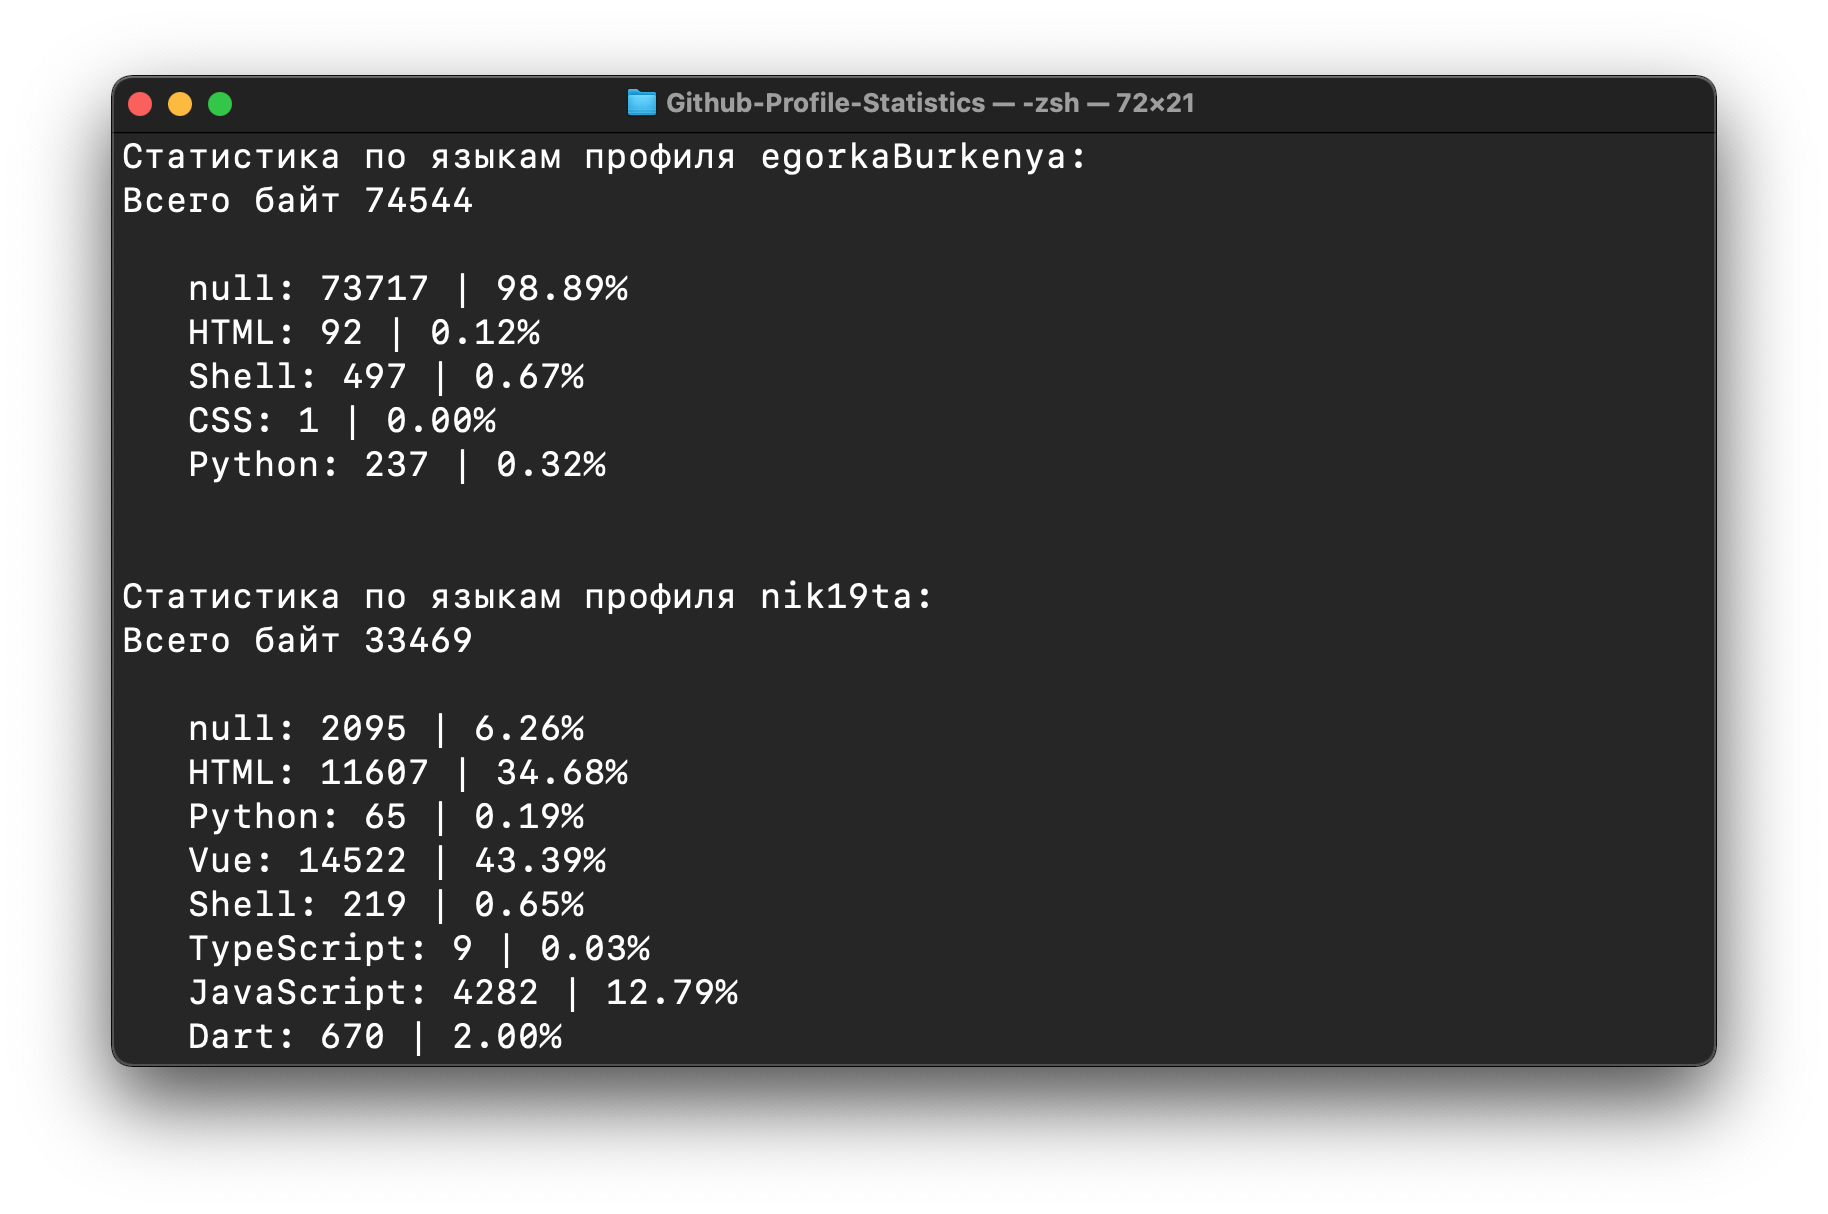 Github-Profile-Statistics — -zsh — 72×21
Статистика по языкам профиля egorkaBurkenya:
Всего байт 74544
null: 73717 | 98.89%
HTML: 92 | 0.12%
Shell: 497 | 0.67%
CSS: 1 | 0.00%
Python: 237 | 0.32%
Статистика по языкам профиля nik19ta:
Всего байт 33469
null: 2095 | 6.26%
HTML: 11607 | 34.68%
Python: 65 | 0.19%
Vue: 14522 | 43.39%
Shell: 219 | 0.65%
TypeScript: 9 | 0.03%
JavaScript: 4282 | 12.79%
Dart: 670 | 2.00%